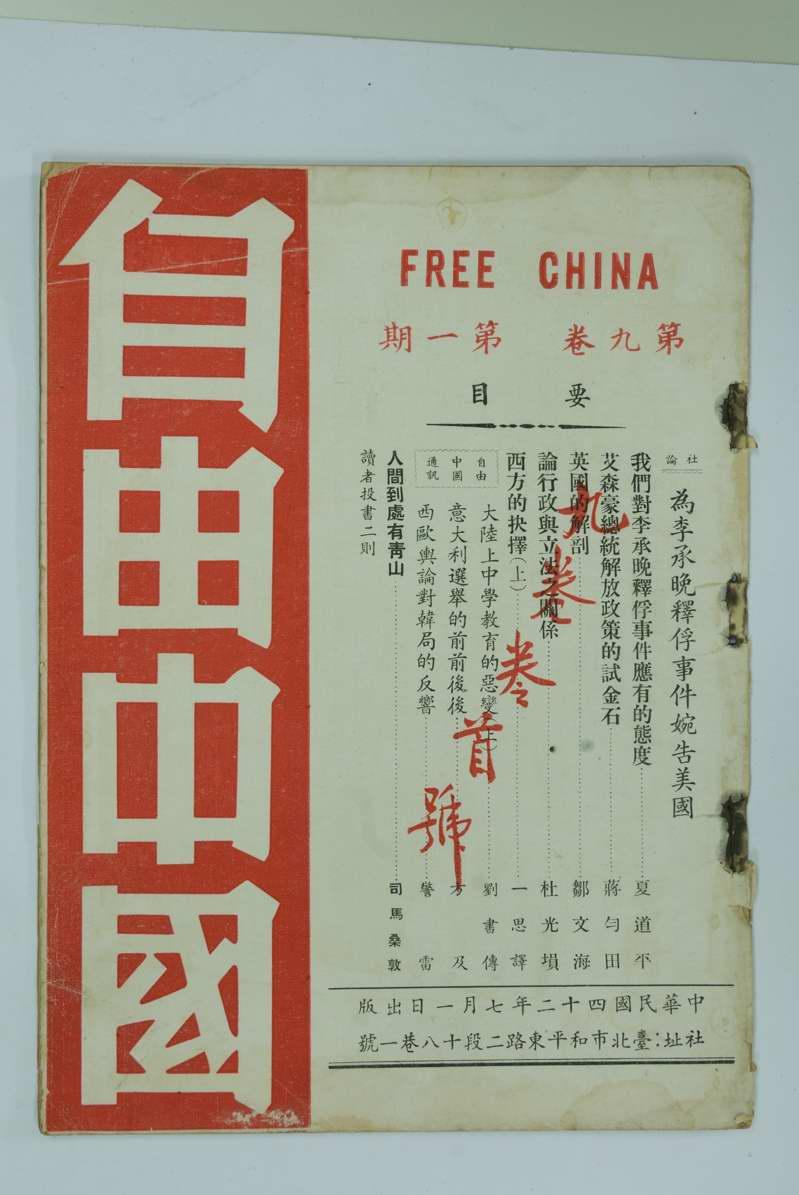 自由中國
FREE CHINA
第九卷 第一期
要目
社論
為李承晚釋俘事件婉告美國
我們對李承晚釋俘事件應有的態度……夏道平
艾森豪總統解放政策的試金石……蔣勻田
英國的解剖……鄒文海
論行政與立法之關係……杜光塤
西方的抉擇(上)……一思譯
自由中國通訊
大陸上中學教育的惡變(上)……劉書傳
意大利選舉的前前後後……方及
西歐輿論對韓局的反響……雷
人間到處有青山……司馬桑敦
讀者投書二則
九卷卷首號
中華民國四十二年七月一日出版
社址:臺北市和平東路二段十八巷一號